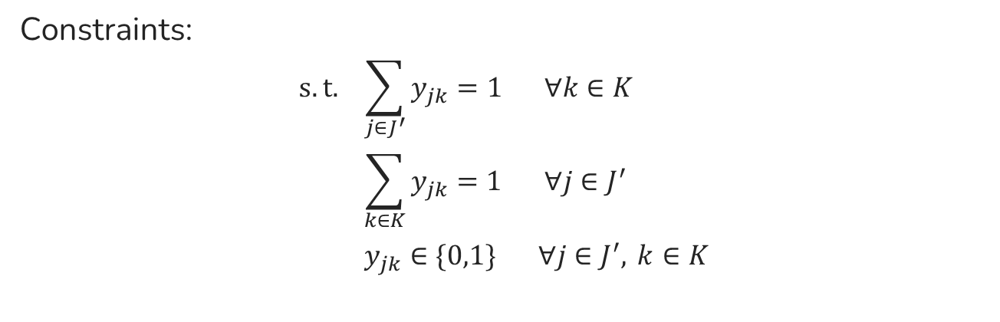 Constraints:
s.t. ∑_{j∈J′} y_{jk} = 1 ∀k ∈ K
∑_{k∈K} y_{jk} = 1 ∀j ∈ J′
y_{jk} ∈ {0,1} ∀j ∈ J′, k ∈ K